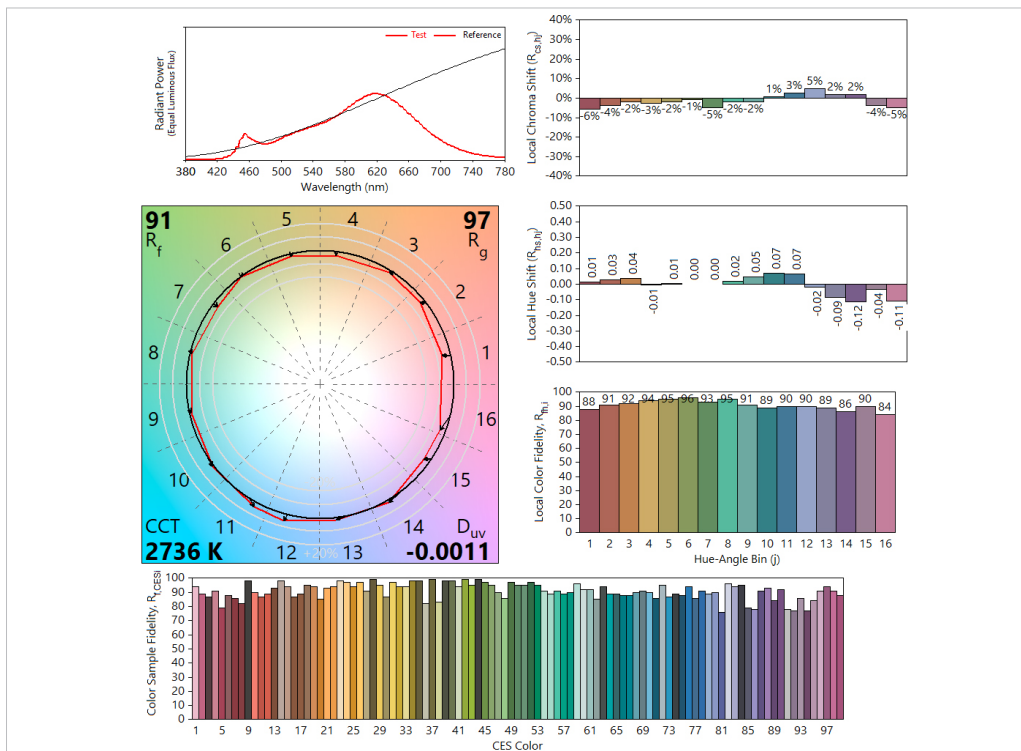 Radiant Power
(Equal Luminous Flux)
Test
Reference
380 420 460 500 540 580 620 660 700 740 780
Wavelength (nm)
Local Chroma Shift (Rcs,hj)
40%
30%
20%
10%
0%
-10%
-20%
-30%
-40%
-6% -4% -2% -3% -2% -1% -5% -2% -2% 1% 3% 5% 2% 2% -4% -5%
91
Rf
97
Rg
1
2
3
4
5
6
7
8
9
10
11
12
13
14
15
16
+20%
CCT
2736 K
Duv
-0.0011
Local Hue Shift (Rhs,hj)
0.50
0.40
0.30
0.20
0.10
0.00
-0.10
-0.20
-0.30
-0.40
-0.50
0.01 0.03 0.04 -0.01 0.01 0.00 0.00 0.02 0.05 0.07 0.07 -0.02 -0.09 -0.12 -0.04 -0.11
Local Color Fidelity, Rfh,i
100
90
80
70
60
50
40
30
20
10
0
88 91 92 94 95 96 93 95 91 89 90 90 89 86 90 84
1 2 3 4 5 6 7 8 9 10 11 12 13 14 15 16
Hue-Angle Bin (j)
Color Sample Fidelity, Rf,CESi
100
90
80
70
60
50
40
30
20
10
0
1 5 9 13 17 21 25 29 33 37 41 45 49 53 57 61 65 69 73 77 81 85 89 93 97
CES Color